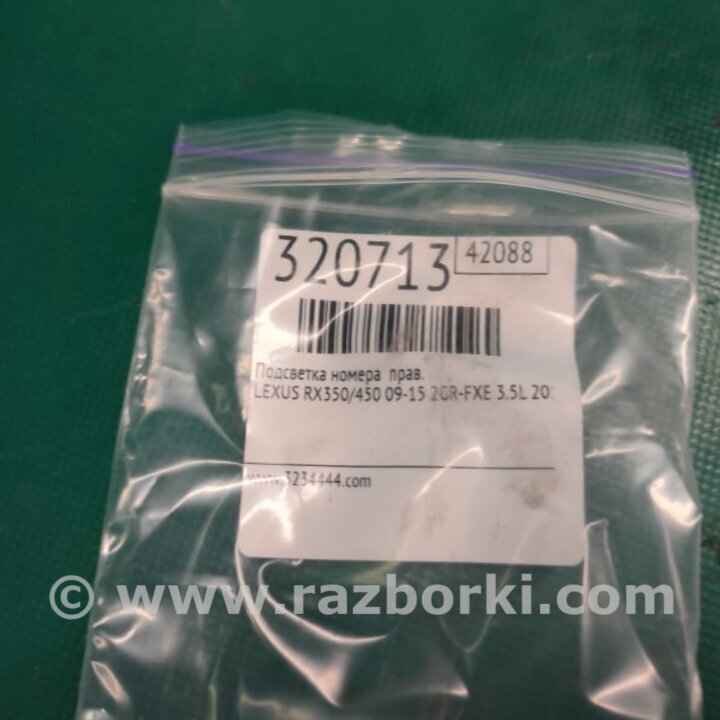 320713
42088
Подсветка номера прав.
LEXUS RX350/450 09-15 2GR-FXE 3.5L 20
www.3234444.com
© www.razborki.com